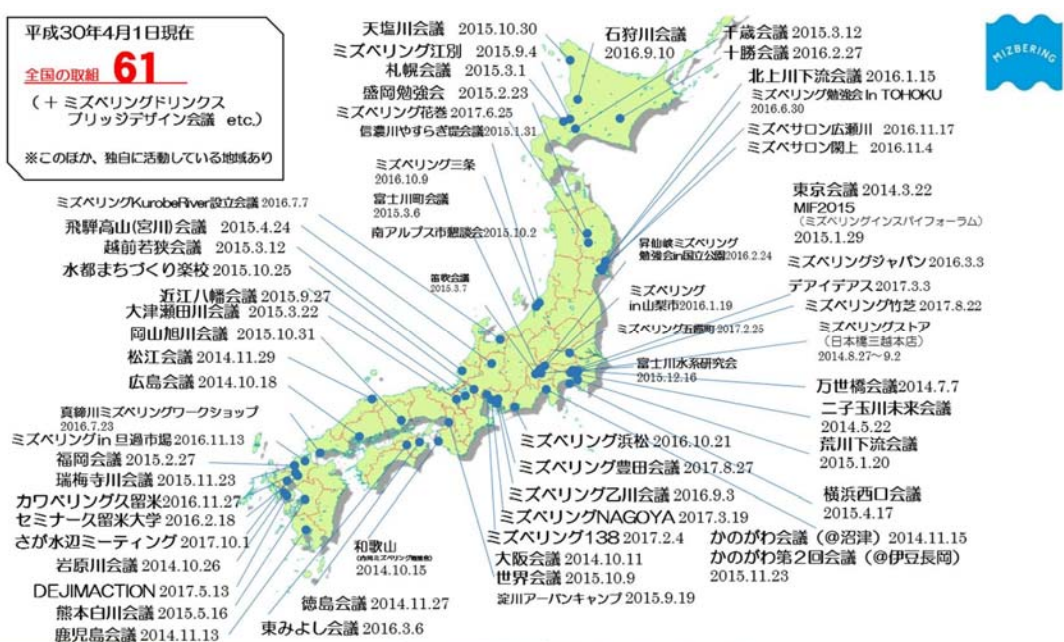 平成30年4月1日現在
全国の取組 61
(+ ミズベリングドリンクス
ブリッジデザイン会議 etc.)
※このほか、独自に活動している地域あり
MIZBERING
天塩川会議 2015.10.30
ミズベリング江別 2015.9.4
札幌会議 2015.3.1
盛岡勉強会 2015.2.23
ミズベリング花巻 2017.6.25
信濃川やすらぎ堤会議 2015.1.31
石狩川会議
2016.9.10
千歳会議 2015.3.12
十勝会議 2016.2.27
北上川下流会議 2016.1.15
ミズベリング勉強会 In TOHOKU
2016.6.30
ミズベサロン広瀬川 2016.11.17
ミズベサロン閖上 2016.11.4
ミズベリング三条
2016.10.9
富士川町会議
2015.3.6
南アルプス市懇談会2015.10.2
笛吹会議
2015.3.7
昇仙峡ミズベリング
勉強会in国立公園2016.2.24
ミズベリング
in 山梨市2016.1.19
ミズベリング五霞町 2017.2.25
富士川水系研究会
2015.12.16
東京会議 2014.3.22
MIF2015
(ミズベリングインスパイアフォーラム)
2015.1.29
ミズベリングジャパン 2016.3.3
デアイデアス 2017.3.3
ミズベリング竹芝 2017.8.22
ミズベリングストア
(日本橋三越本店)
2014.8.27~9.2
万世橋会議2014.7.7
二子玉川未来会議
2014.5.22
荒川下流会議
2015.1.20
横浜西口会議
2015.4.17
かのがわ会議(@沼津) 2014.11.15
かのがわ第2回会議(@伊豆長岡)
2015.11.23
ミズベリングKurobeRiver設立会議 2016.7.7
飛騨高山(宮川)会議 2015.4.24
越前若狭会議 2015.3.12
水都まちづくり楽校 2015.10.25
近江八幡会議 2015.9.27
大津瀬田川会議 2015.3.22
岡山旭川会議 2015.10.31
松江会議 2014.11.29
広島会議 2014.10.18
真締川ミズベリングワークショップ
2016.7.23
ミズベリング in 旦過市場 2016.11.13
福岡会議 2015.2.27
瑞梅寺川会議 2015.11.23
カワベリング久留米2016.11.27
セミナー久留米大学 2016.2.18
さが水辺ミーティング 2017.10.1
岩原川会議 2014.10.26
DEJIMACTION 2017.5.13
熊本白川会議 2015.5.16
鹿児島会議 2014.11.13
和歌山
2014.10.15
徳島会議 2014.11.27
東みよし会議 2016.3.6
ミズベリング浜松 2016.10.21
ミズベリング豊田会議 2017.8.27
ミズベリング乙川会議 2016.9.3
ミズベリングNAGOYA 2017.3.19
ミズベリング138 2017.2.4
大阪会議 2014.10.11
世界会議 2015.10.9
淀川アーバンキャンプ 2015.9.19